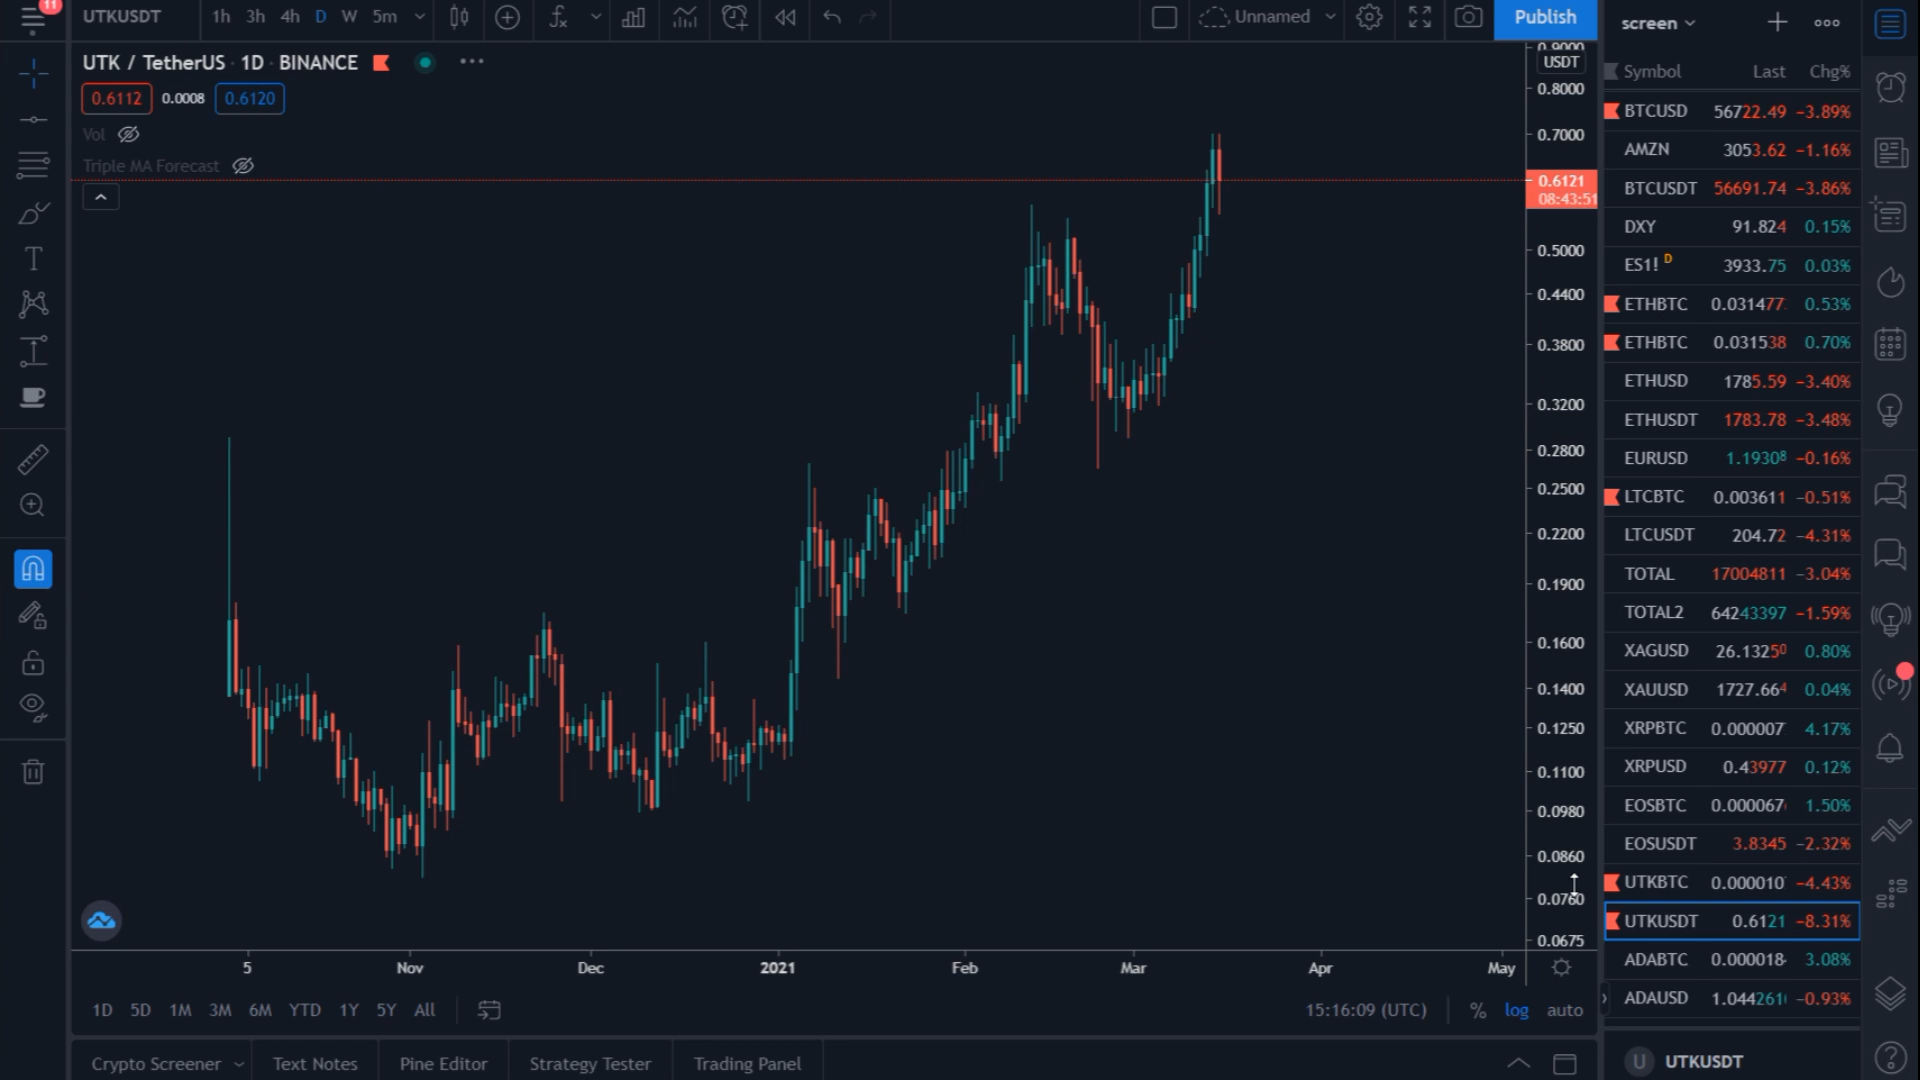 11
UTKUSDT 1h 3h 4h D W 5m Unnamed Publish
UTK / TetherUS · 1D · BINANCE
0.6112 0.0008 0.6120
Vol
Triple MA Forecast
0.9000
USDT
0.8000
0.7000
0.6121
08:43:51
0.5000
0.4400
0.3800
0.3200
0.2800
0.2500
0.2200
0.1900
0.1600
0.1400
0.1250
0.1100
0.0980
0.0860
0.0760
0.0675
5 Nov Dec 2021 Feb Mar Apr May
1D 5D 1M 3M 6M YTD 1Y 5Y All 15:16:09 (UTC) % log auto
Crypto Screener Text Notes Pine Editor Strategy Tester Trading Panel
screen
Symbol Last Chg%
BTCUSD 56722.49 −3.89%
AMZN 3053.62 −1.16%
BTCUSDT 56691.74 −3.86%
DXY 91.824 0.15%
ES1! D 3933.75 0.03%
ETHBTC 0.031477 0.53%
ETHBTC 0.031538 0.70%
ETHUSD 1785.59 −3.40%
ETHUSDT 1783.78 −3.48%
EURUSD 1.19308 −0.16%
LTCBTC 0.003611 −0.51%
LTCUSDT 204.72 −4.31%
TOTAL 17004811 −3.04%
TOTAL2 64243397 −1.59%
XAGUSD 26.13250 0.80%
XAUUSD 1727.664 0.04%
XRPBTC 0.000007 4.17%
XRPUSD 0.43977 0.12%
EOSBTC 0.000067 1.50%
EOSUSDT 3.8345 −2.32%
UTKBTC 0.000010 −4.43%
UTKUSDT 0.6121 −8.31%
ADABTC 0.000018 3.08%
ADAUSD 1.044261 −0.93%
U UTKUSDT